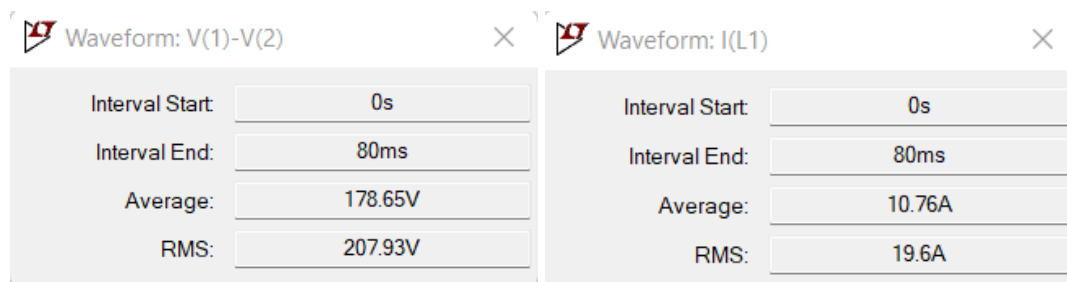 Waveform: V(1)-V(2)
Interval Start: 0s
Interval End: 80ms
Average: 178.65V
RMS: 207.93V
Waveform: I(L1)
Interval Start: 0s
Interval End: 80ms
Average: 10.76A
RMS: 19.6A